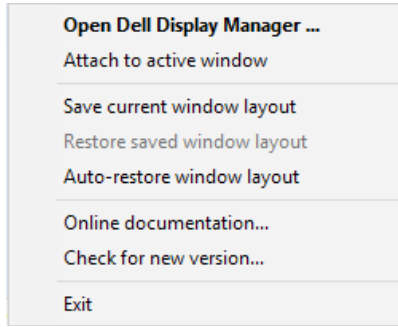 Open Dell Display Manager ...
Attach to active window
Save current window layout
Restore saved window layout
Auto-restore window layout
Online documentation...
Check for new version...
Exit